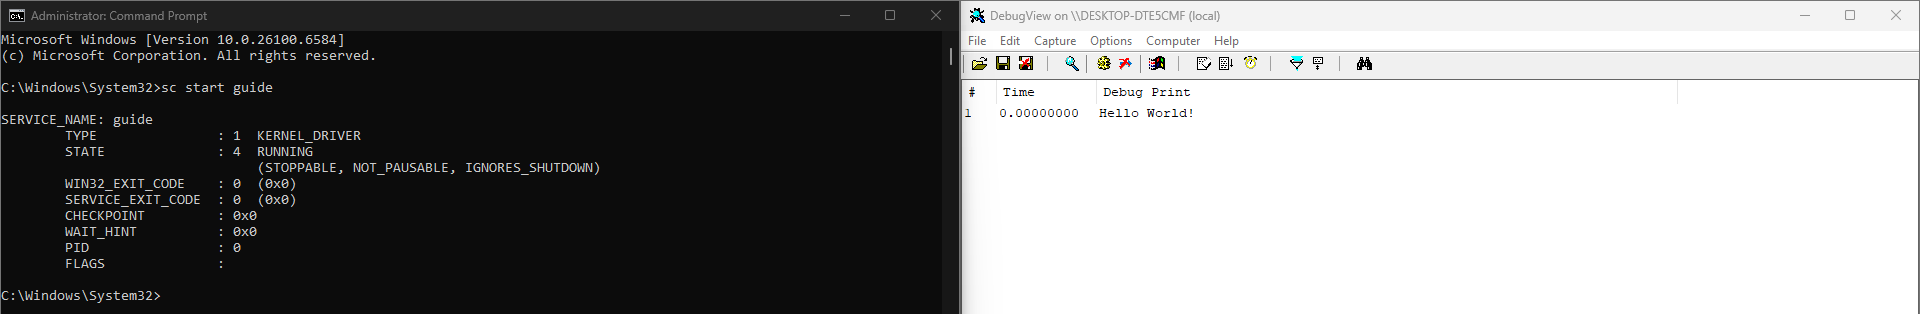 Administrator: Command Prompt
Microsoft Windows [Version 10.0.26100.6584]
(c) Microsoft Corporation. All rights reserved.
C:\Windows\System32>sc start guide
SERVICE_NAME: guide
TYPE : 1 KERNEL_DRIVER
STATE : 4 RUNNING
(STOPPABLE, NOT_PAUSABLE, IGNORES_SHUTDOWN)
WIN32_EXIT_CODE : 0 (0x0)
SERVICE_EXIT_CODE : 0 (0x0)
CHECKPOINT : 0x0
WAIT_HINT : 0x0
PID : 0
FLAGS :
C:\Windows\System32>
DebugView on \\DESKTOP-DTE5CMF (local)
File Edit Capture Options Computer Help
# Time Debug Print
1 0.00000000 Hello World!